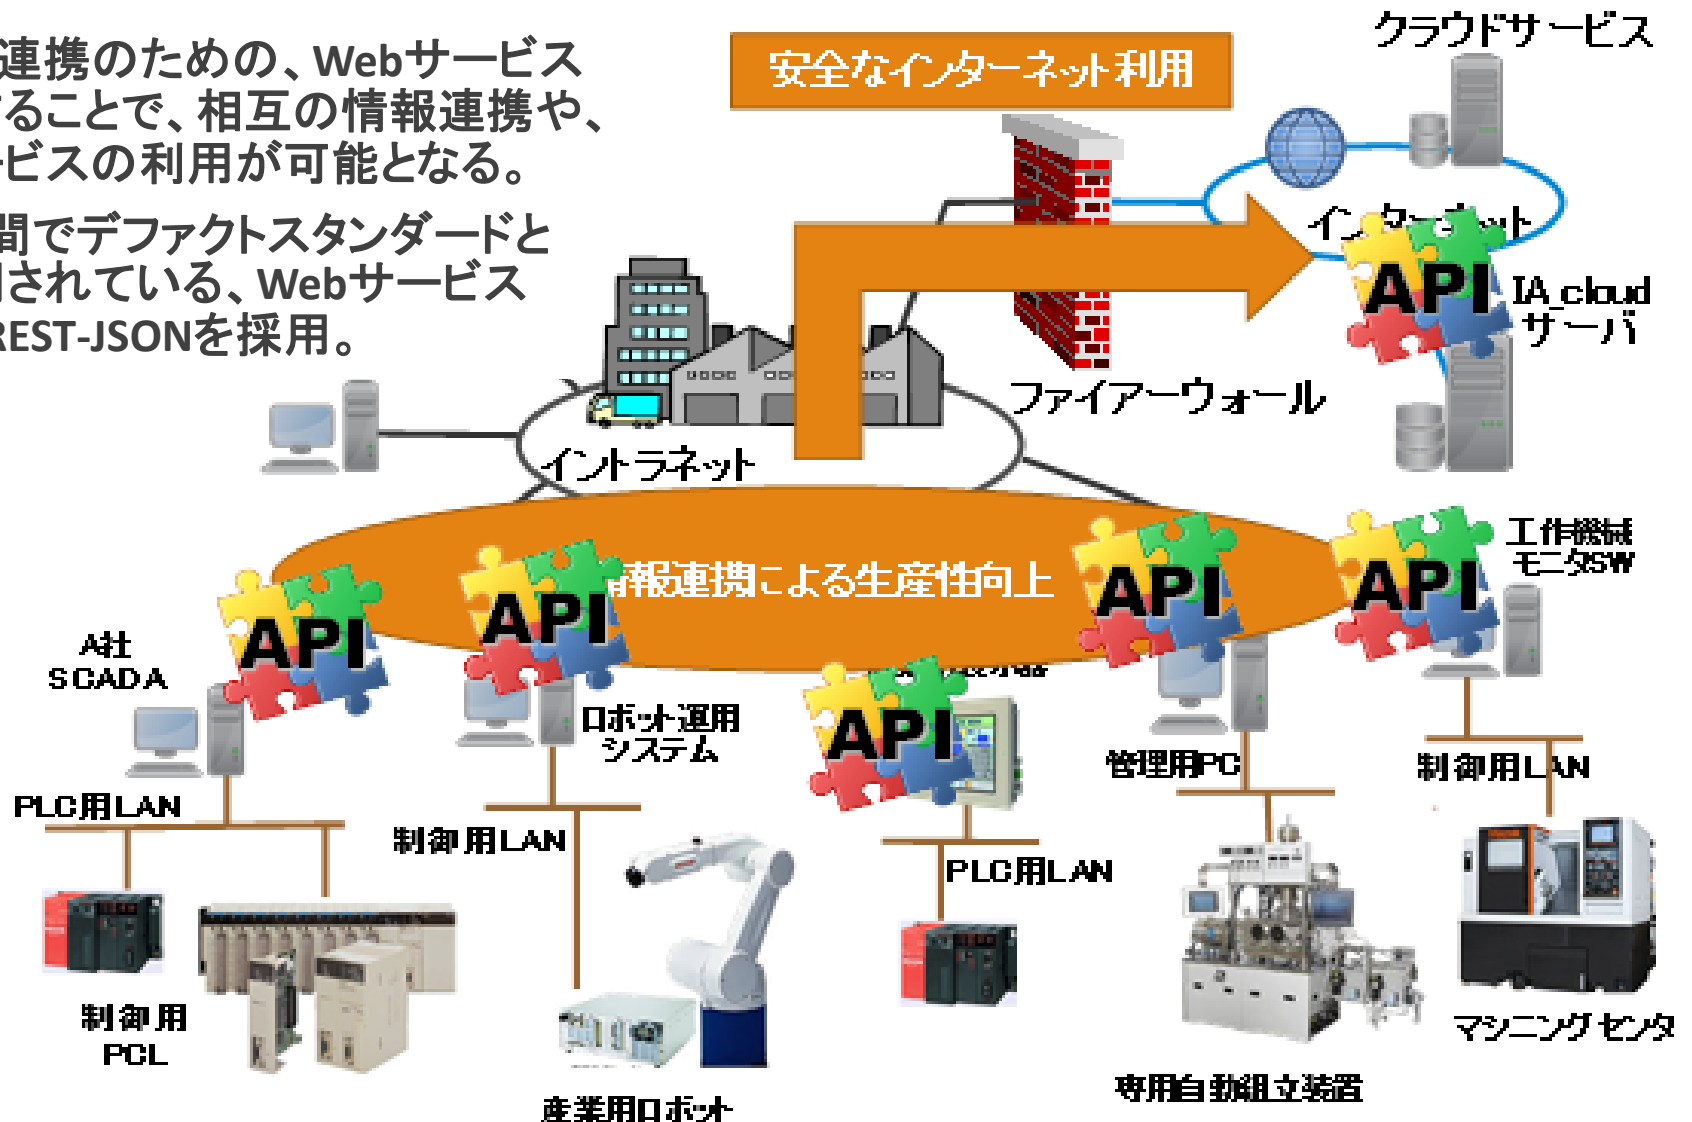 連携のための、Webサービス
ることで、相互の情報連携や、
ビスの利用が可能となる。
間でデファクトスタンダードと
されている、Webサービス
REST-JSONを採用。
安全なインターネット利用
クラウドサービス
インターネット
API
IA_cloud
サーバ
ファイアーウォール
イントラネット
情報連携による生産性向上
API
API
API
API
API
工作機械
モニタSW
A社
SCADA
ロボット運用
システム
表示器
管理用PC
制御用LAN
PLC用LAN
制御用LAN
PLC用LAN
制御用
PCL
産業用ロボット
専用自動組立装置
マシニングセンタ